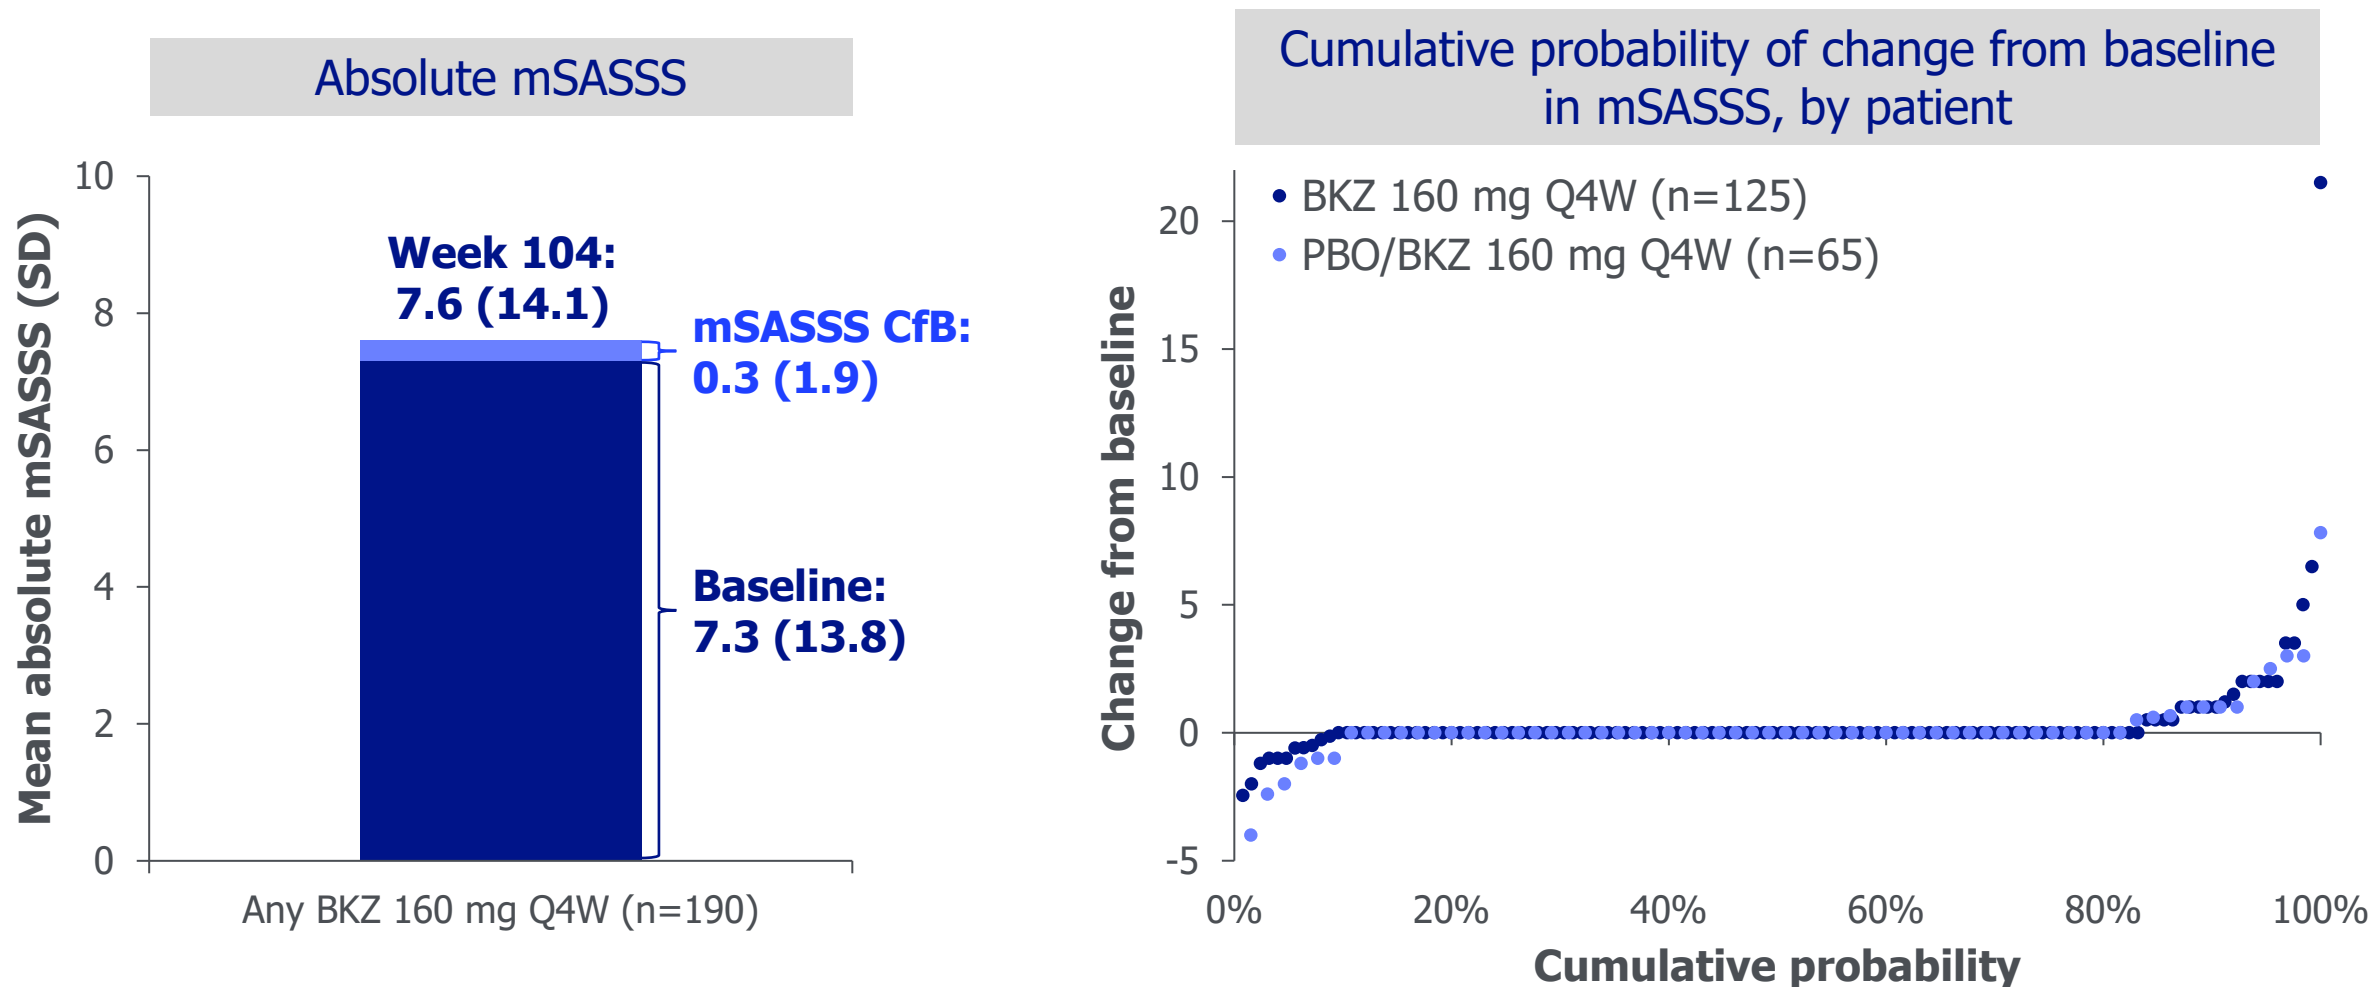 Absolute mSASSS
Mean absolute mSASSS (SD)
10
8
6
4
2
0
Week 104:
7.6 (14.1)
mSASSS CfB:
0.3 (1.9)
Baseline:
7.3 (13.8)
Any BKZ 160 mg Q4W (n=190)
Cumulative probability of change from baseline
in mSASSS, by patient
BKZ 160 mg Q4W (n=125)
PBO/BKZ 160 mg Q4W (n=65)
Change from baseline
20
15
10
5
0
-5
0%
20%
40%
60%
80%
100%
Cumulative probability